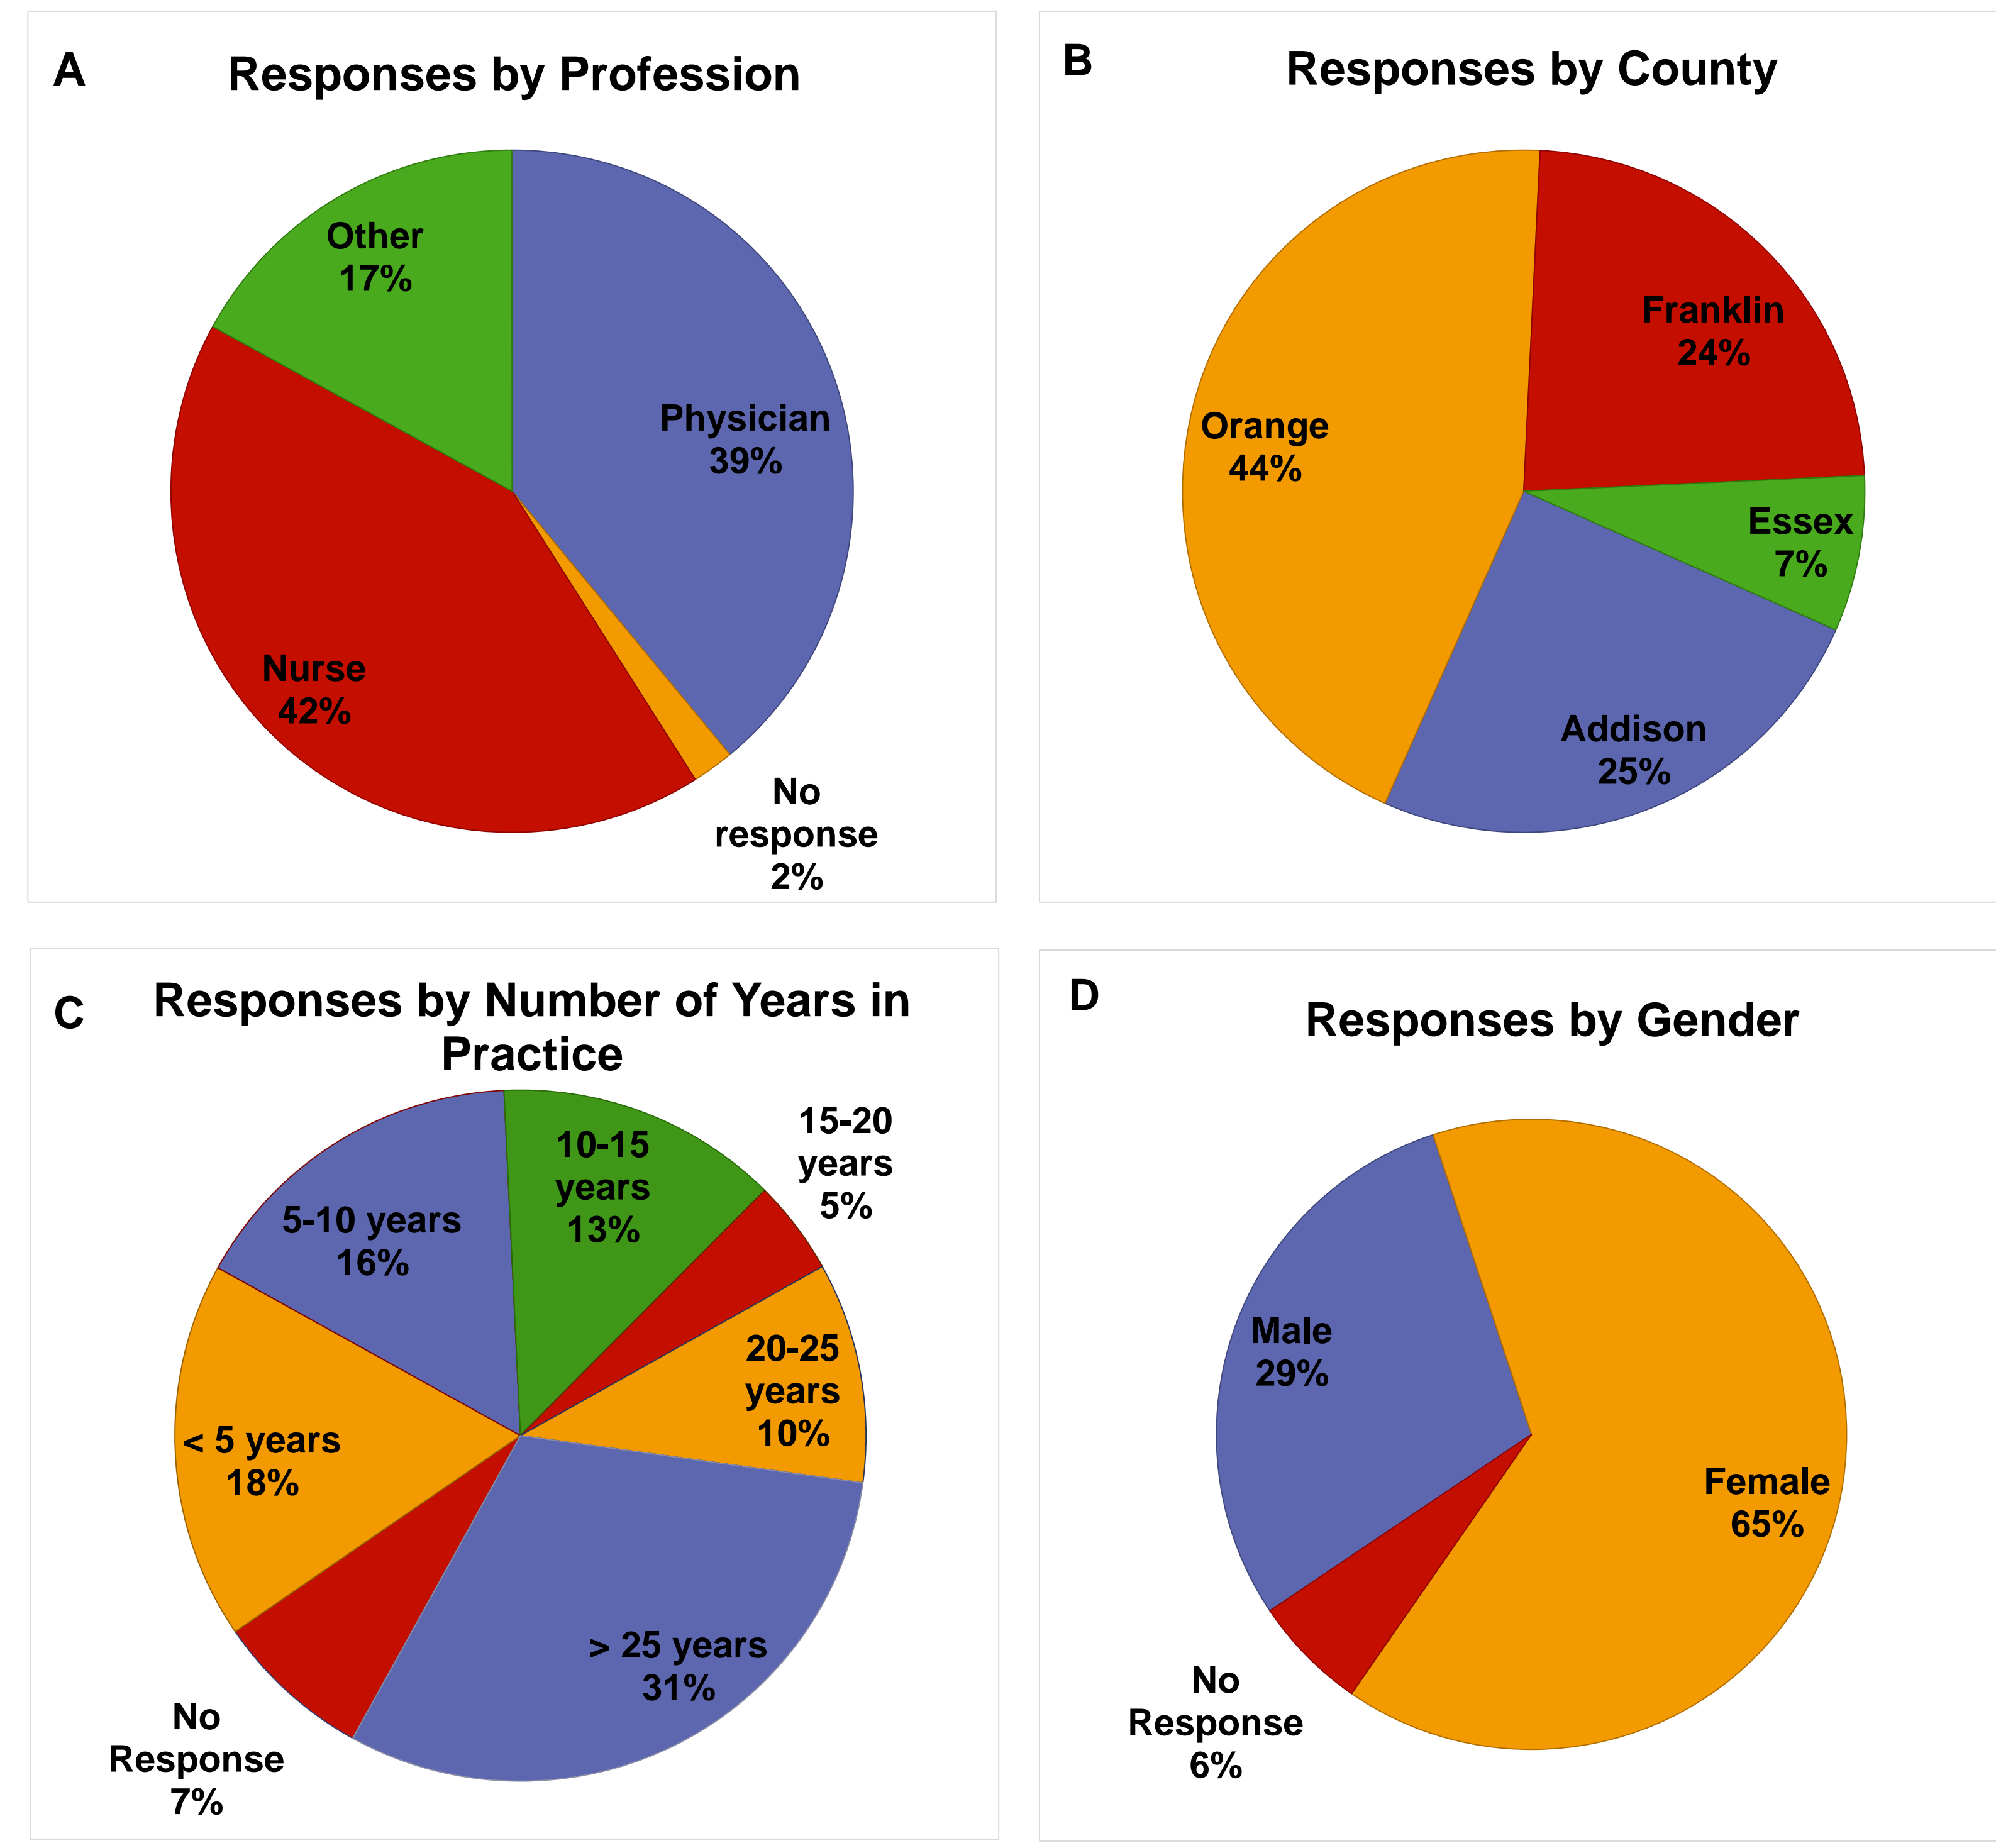 A
Responses by Profession
Other
17%
Physician
39%
Nurse
42%
No
response
2%
B
Responses by County
Franklin
24%
Orange
44%
Essex
7%
Addison
25%
C
Responses by Number of Years in
Practice
15-20
years
5%
10-15
years
13%
5-10 years
16%
20-25
years
10%
< 5 years
18%
> 25 years
31%
No
Response
7%
D
Responses by Gender
Male
29%
Female
65%
No
Response
6%